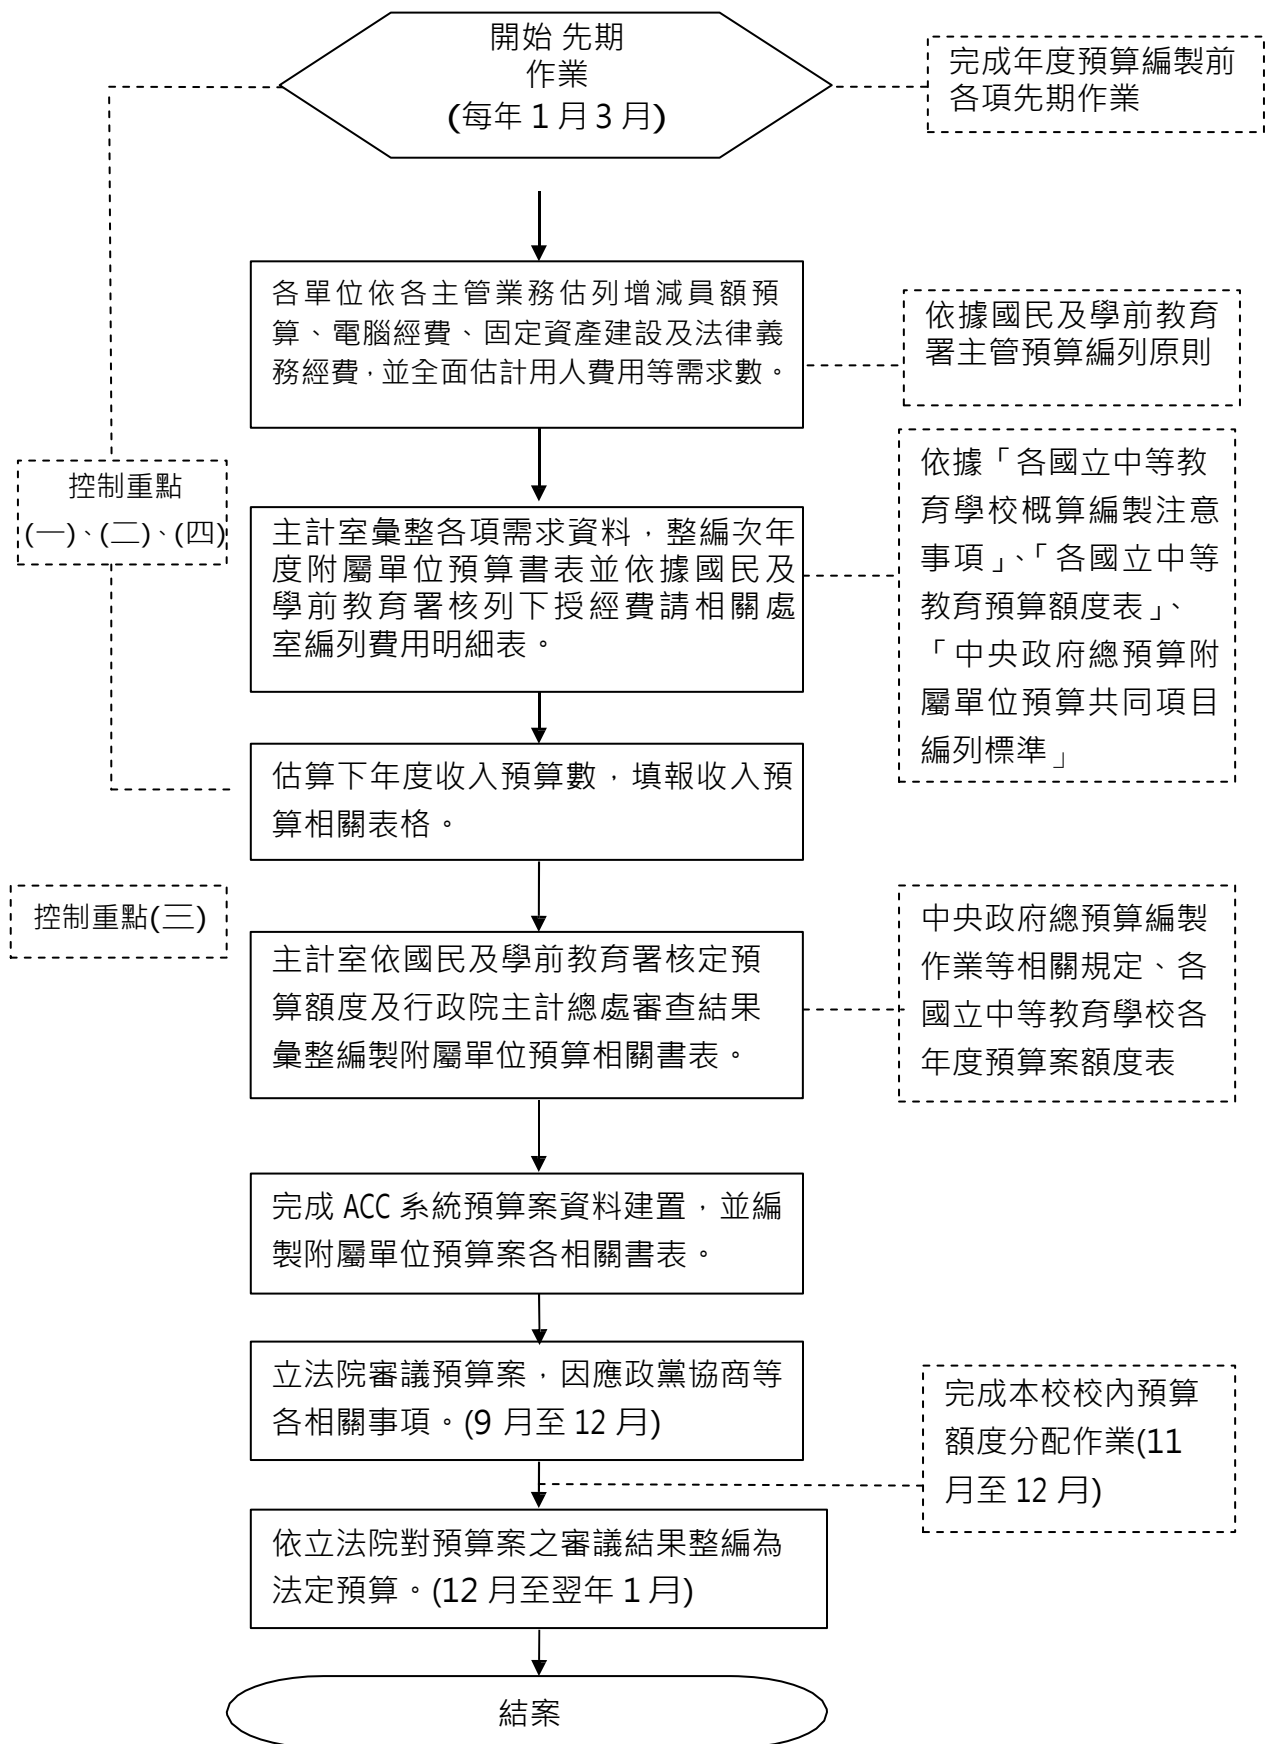 開始 先期
作業
(每年 1 月 3 月)
完成年度預算編製前
各項先期作業
各單位依各主管業務估列增減員額預
算、電腦經費、固定資產建設及法律義
務經費，並全面估計用人費用等需求數。
依據國民及學前教育
署主管預算編列原則
控制重點
(一)、(二)、(四)
主計室彙整各項需求資料，整編次年
度附屬單位預算書表並依據國民及
學前教育署核列下授經費請相關處
室編列費用明細表。
依據「各國立中等教
育學校概算編製注意
事項」、「各國立中等
教育預算額度表」、
「中央政府總預算附
屬單位預算共同項目
編列標準」
估算下年度收入預算數，填報收入預
算相關表格。
控制重點(三)
主計室依國民及學前教育署核定預
算額度及行政院主計總處審查結果
彙整編製附屬單位預算相關書表。
中央政府總預算編製
作業等相關規定、各
國立中等教育學校各
年度預算案額度表
完成 ACC 系統預算案資料建置，並編
製附屬單位預算案各相關書表。
立法院審議預算案，因應政黨協商等
各相關事項。(9 月至 12 月)
完成本校校內預算
額度分配作業(11
月至 12 月)
依立法院對預算案之審議結果整編為
法定預算。(12 月至翌年 1 月)
結案